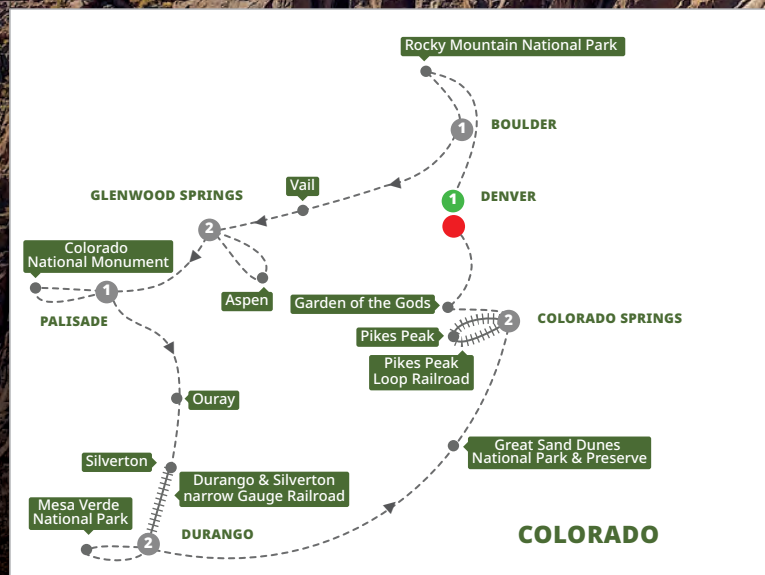 Rocky Mountain National Park
1
BOULDER
Vail
GLENWOOD SPRINGS
1
DENVER
2
Colorado
National Monument
Aspen
1
Garden of the Gods
PALISADE
2
COLORADO SPRINGS
Pikes Peak
Pikes Peak
Loop Railroad
Ouray
Great Sand Dunes
National Park & Preserve
Silverton
Durango & Silverton
narrow Gauge Railroad
Mesa Verde
National Park
DURANGO
2
COLORADO